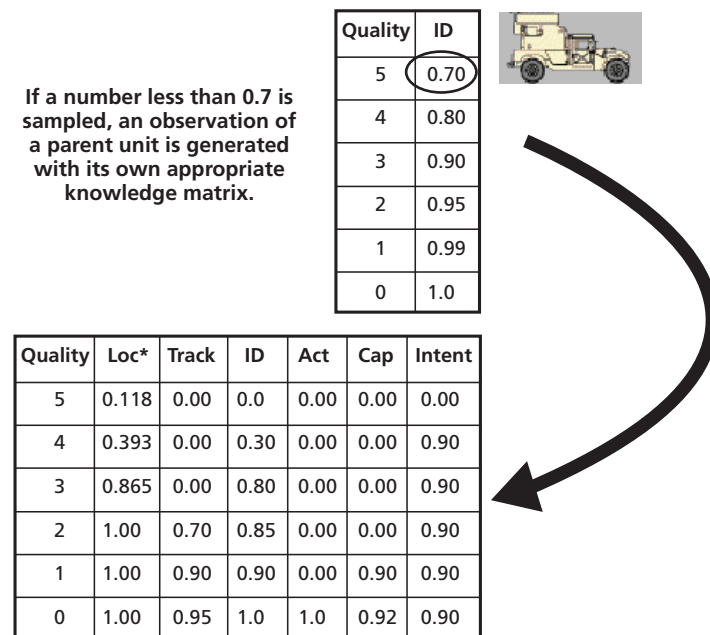 Quality ID
5 0.70
4 0.80
3 0.90
2 0.95
1 0.99
0 1.0
If a number less than 0.7 is
sampled, an observation of
a parent unit is generated
with its own appropriate
knowledge matrix.
Quality Loc* Track ID Act Cap Intent
5 0.118 0.00 0.0 0.00 0.00 0.00
4 0.393 0.00 0.30 0.00 0.00 0.90
3 0.865 0.00 0.80 0.00 0.00 0.90
2 1.00 0.70 0.85 0.00 0.00 0.90
1 1.00 0.90 0.90 0.00 0.90 0.90
0 1.00 0.95 1.0 1.0 0.92 0.90